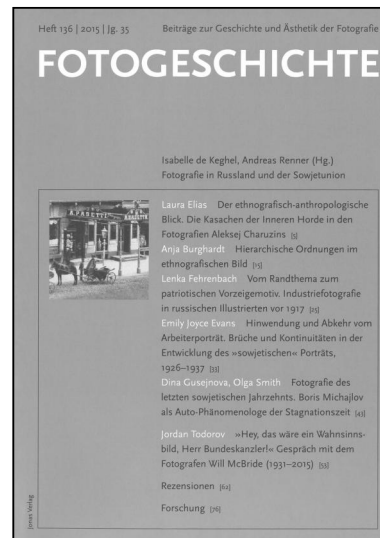 Heft 136 | 2015 | Jg. 35 Beiträge zur Geschichte und Ästhetik der Fotografie
FOTOGESCHICHTE
Isabelle de Keghel, Andreas Renner (Hg.)
Fotografie in Russland und der Sowjetunion
Laura Elias Der ethnografisch-anthropologische
Blick. Die Kasachen der Inneren Horde in den
Fotografien Aleksej Charuzins [5]
Anja Burghardt Hierarchische Ordnungen im
ethnografischen Bild [15]
Lenka Fehrenbach Vom Randthema zum
patriotischen Vorzeigemotiv. Industriefotografie
in russischen Illustrierten vor 1917 [25]
Emily Joyce Evans Hinwendung und Abkehr vom
Arbeiterporträt. Brüche und Kontinuitäten in der
Entwicklung des »sowjetischen« Porträts,
1926–1937 [33]
Dina Gusejnova, Olga Smith Fotografie des
letzten sowjetischen Jahrzehnts. Boris Michajlov
als Auto-Phänomenologe der Stagnationszeit [43]
Jordan Todorov »Hey, das wäre ein Wahnsinns-
bild, Herr Bundeskanzler!« Gespräch mit dem
Fotografen Will McBride (1931–2015) [53]
Rezensionen [62]
Forschung [76]
Jonas Verlag